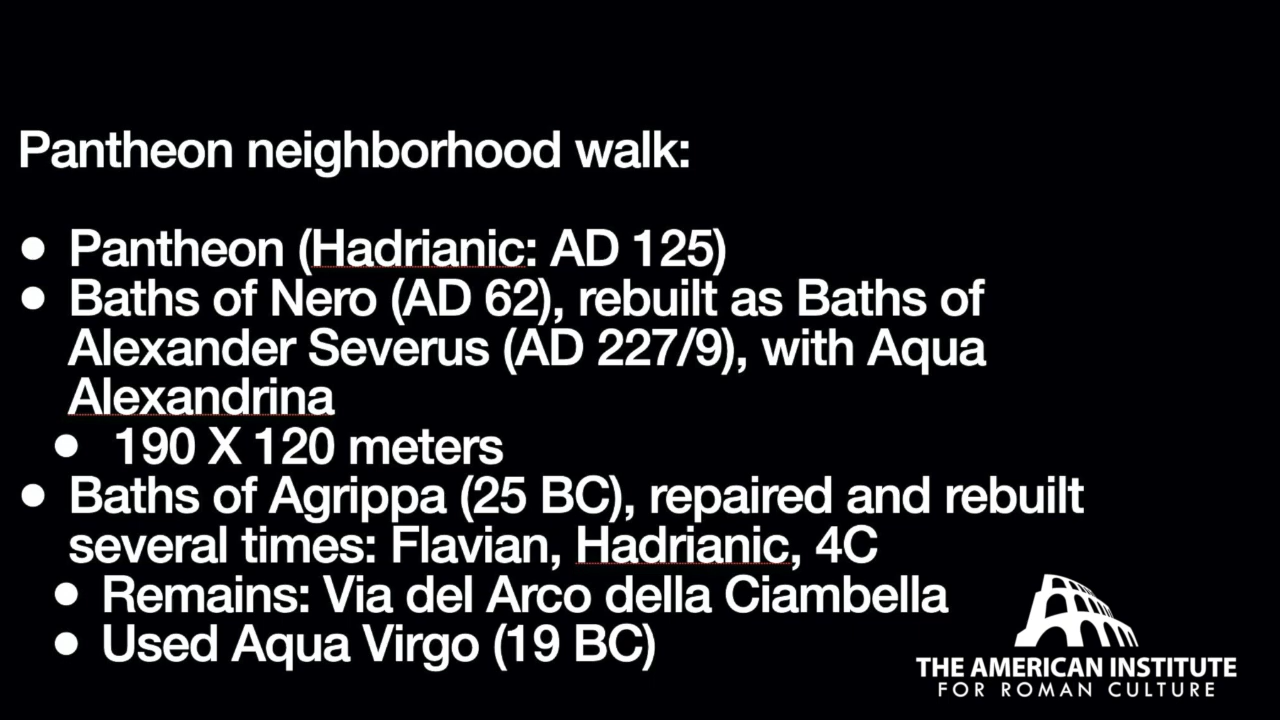 Pantheon neighborhood walk:
● Pantheon (Hadrianic: AD 125)
● Baths of Nero (AD 62), rebuilt as Baths of
Alexander Severus (AD 227/9), with Aqua
Alexandrina
● 190 X 120 meters
● Baths of Agrippa (25 BC), repaired and rebuilt
several times: Flavian, Hadrianic, 4C
● Remains: Via del Arco della Ciambella
● Used Aqua Virgo (19 BC)
THE AMERICAN INSTITUTE
FOR ROMAN CULTURE